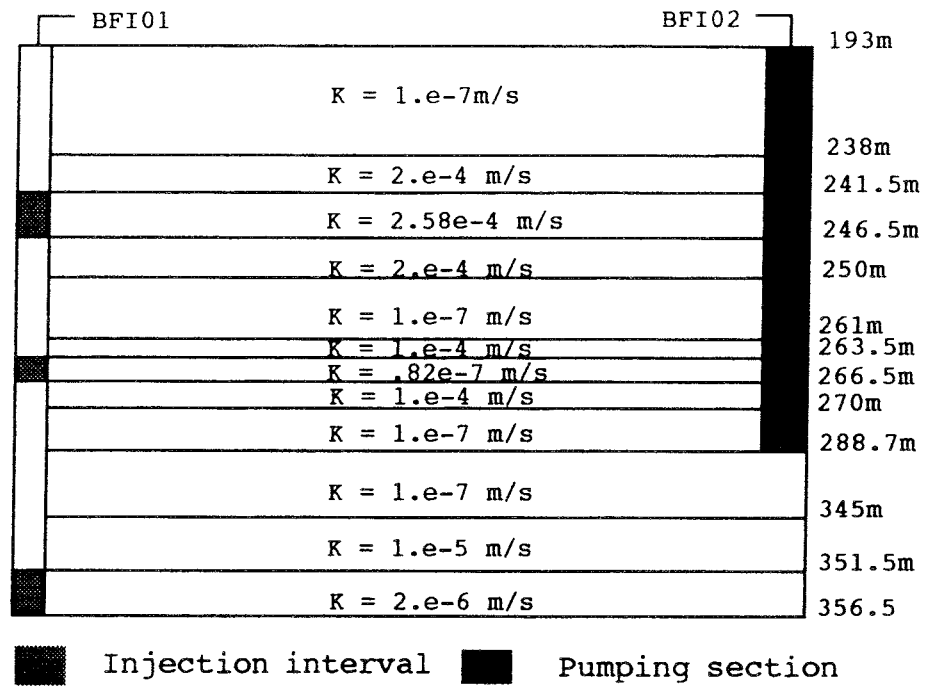 BFI01 BFI02
193m
K = 1.e-7m/s
238m
K = 2.e-4 m/s
241.5m
K = 2.58e-4 m/s
246.5m
K = 2.e-4 m/s
250m
K = 1.e-7 m/s
261m
K = 1.e-4 m/s
263.5m
K = .82e-7 m/s
266.5m
K = 1.e-4 m/s
270m
K = 1.e-7 m/s
288.7m
K = 1.e-7 m/s
345m
K = 1.e-5 m/s
351.5m
K = 2.e-6 m/s
356.5
Injection interval Pumping section